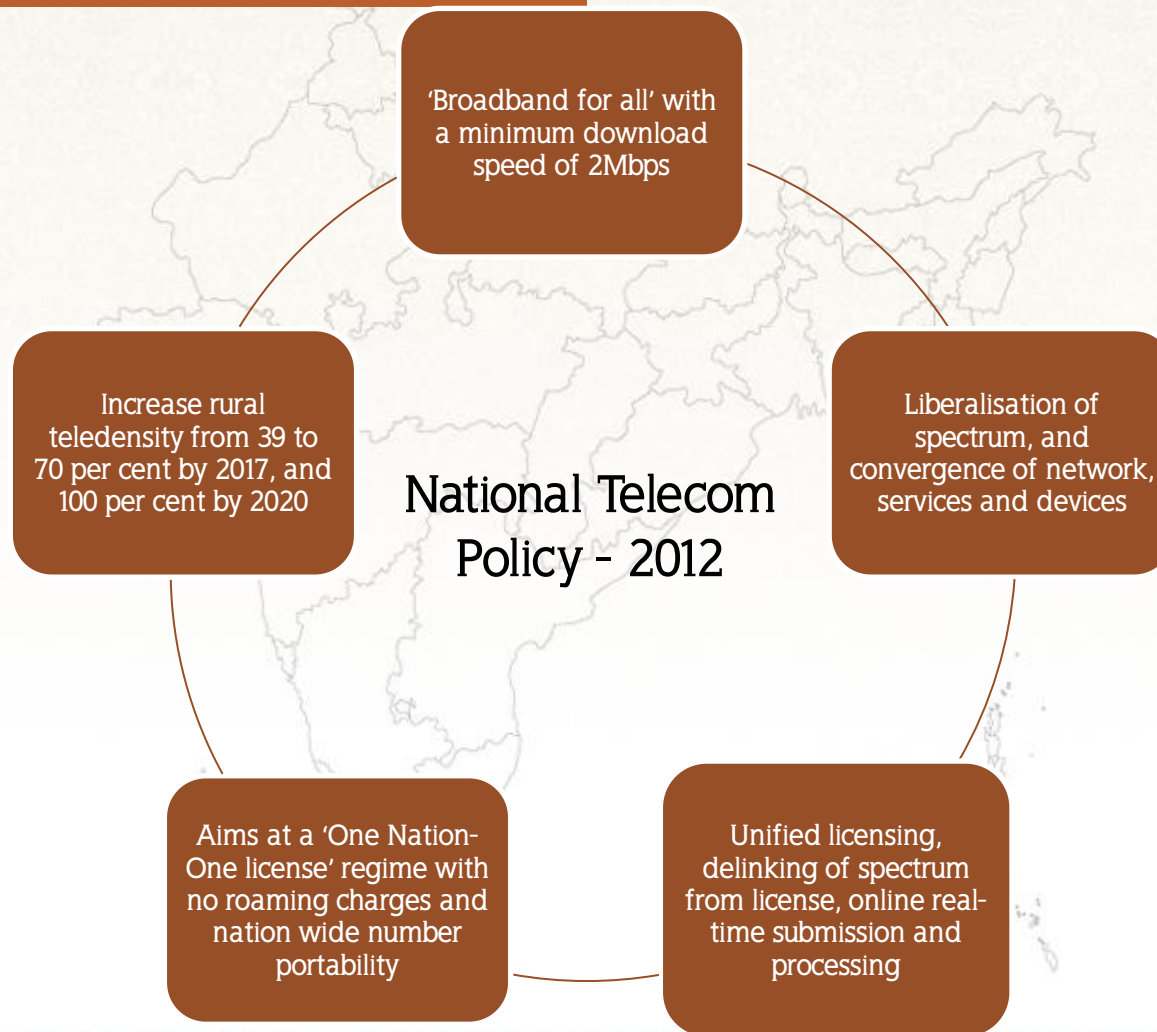 ‘Broadband for all’ with
a minimum download
speed of 2Mbps
Increase rural
teledensity from 39 to
70 per cent by 2017, and
100 per cent by 2020
Liberalisation of
spectrum, and
convergence of network,
services and devices
National Telecom
Policy - 2012
Aims at a ‘One Nation-
One license’ regime with
no roaming charges and
nation wide number
portability
Unified licensing,
delinking of spectrum
from license, online real-
time submission and
processing